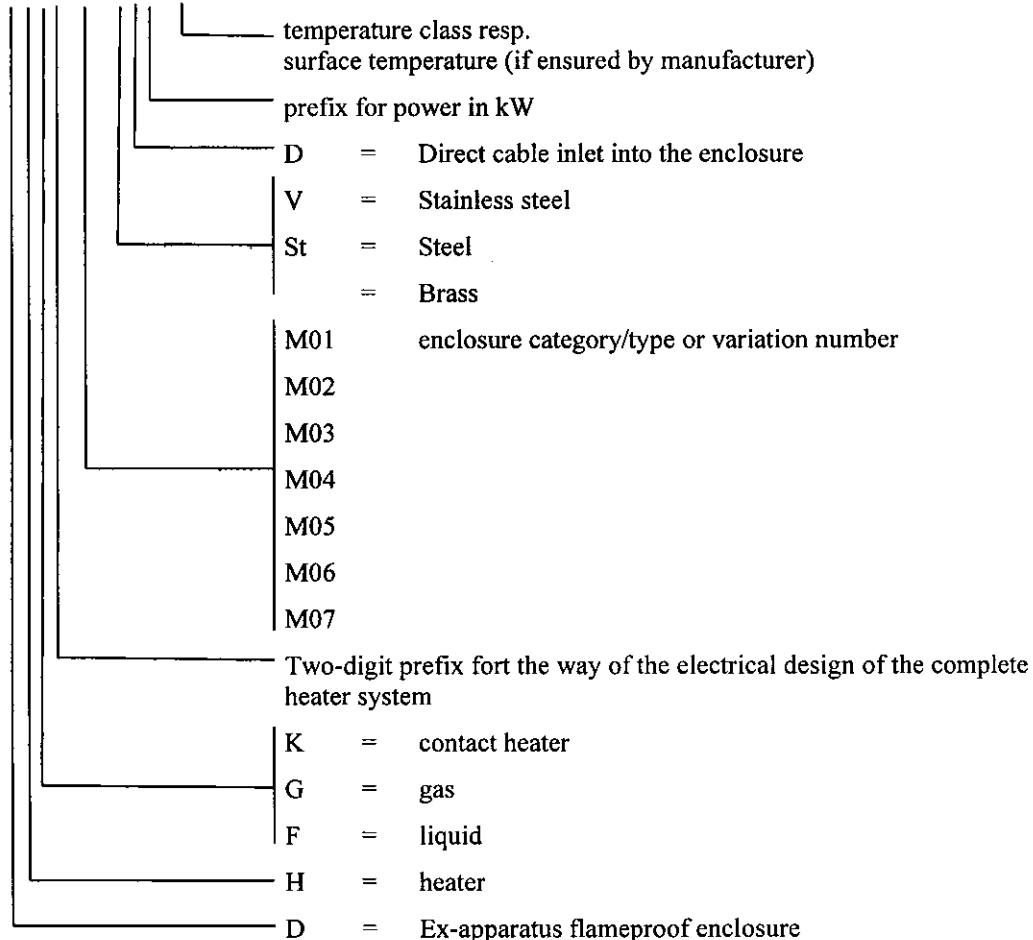 temperature class resp.
surface temperature (if ensured by manufacturer)
prefix for power in kW
D = Direct cable inlet into the enclosure
V = Stainless steel
St = Steel
= Brass
M01 enclosure category/type or variation number
M02
M03
M04
M05
M06
M07
Two-digit prefix fort the way of the electrical design of the complete
heater system
K = contact heater
G = gas
F = liquid
H = heater
D = Ex-apparatus flameproof enclosure